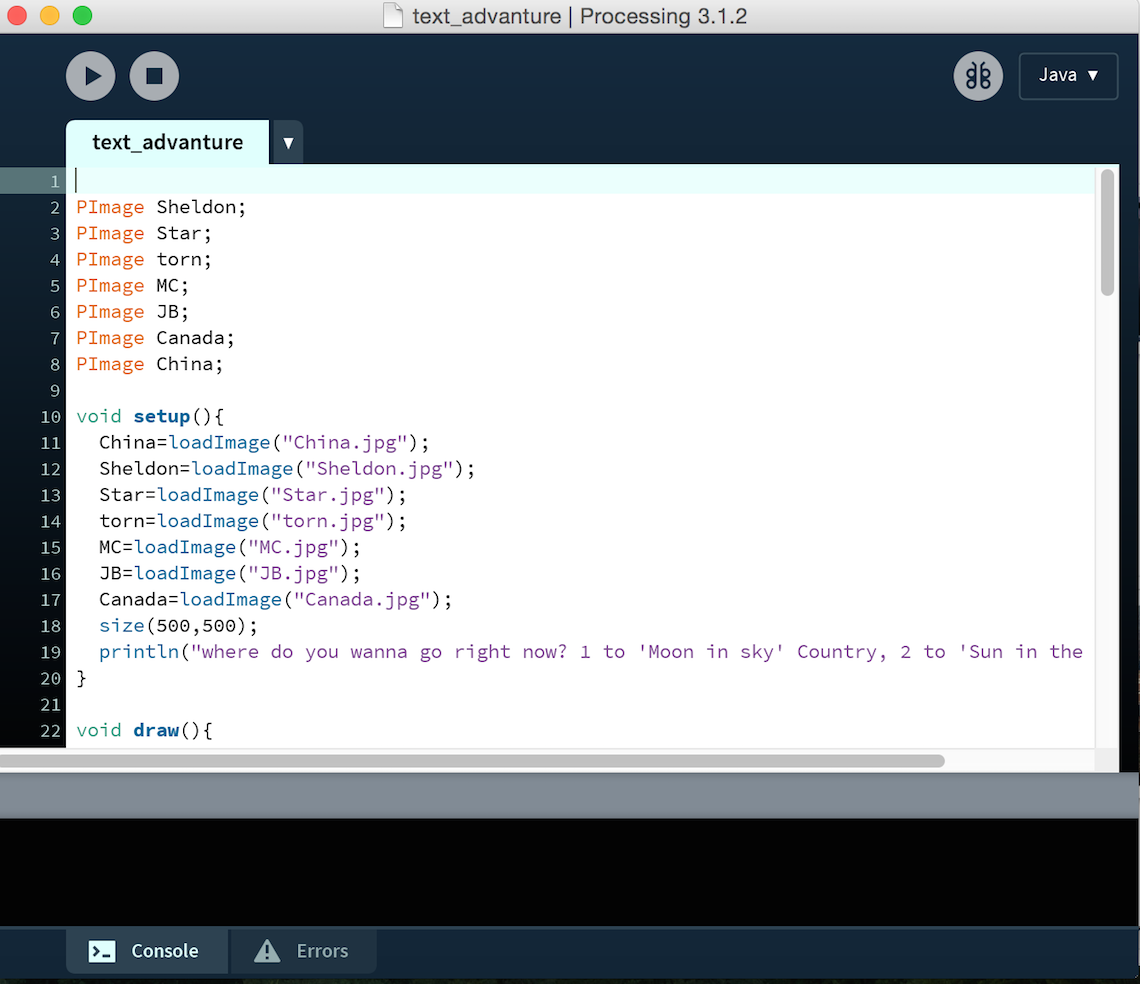 text_advanture | Processing 3.1.2
Java ▼
text_advanture ▼
1
2 PImage Sheldon;
3 PImage Star;
4 PImage torn;
5 PImage MC;
6 PImage JB;
7 PImage Canada;
8 PImage China;
9
10 void setup(){
11   China=loadImage("China.jpg");
12   Sheldon=loadImage("Sheldon.jpg");
13   Star=loadImage("Star.jpg");
14   torn=loadImage("torn.jpg");
15   MC=loadImage("MC.jpg");
16   JB=loadImage("JB.jpg");
17   Canada=loadImage("Canada.jpg");
18   size(500,500);
19   println("where do you wanna go right now? 1 to 'Moon in sky' Country, 2 to 'Sun in the
20 }
21
22 void draw(){
Console Errors